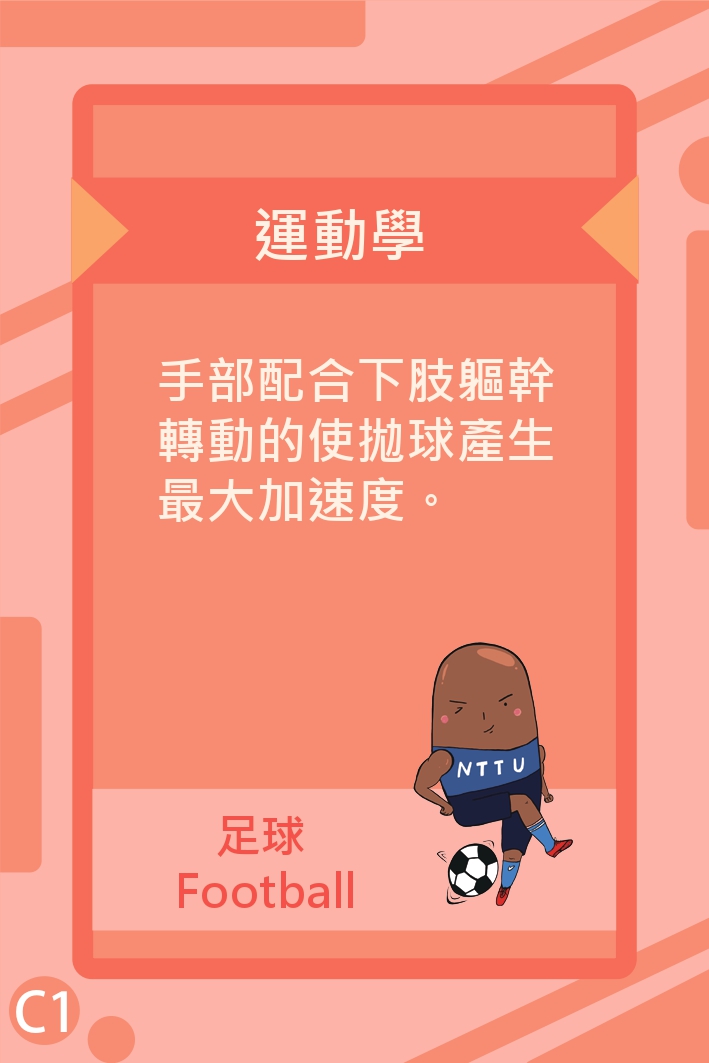 運動學
手部配合下肢軀幹
轉動的使拋球產生
最大加速度。
NTTU
足球
Football
C1